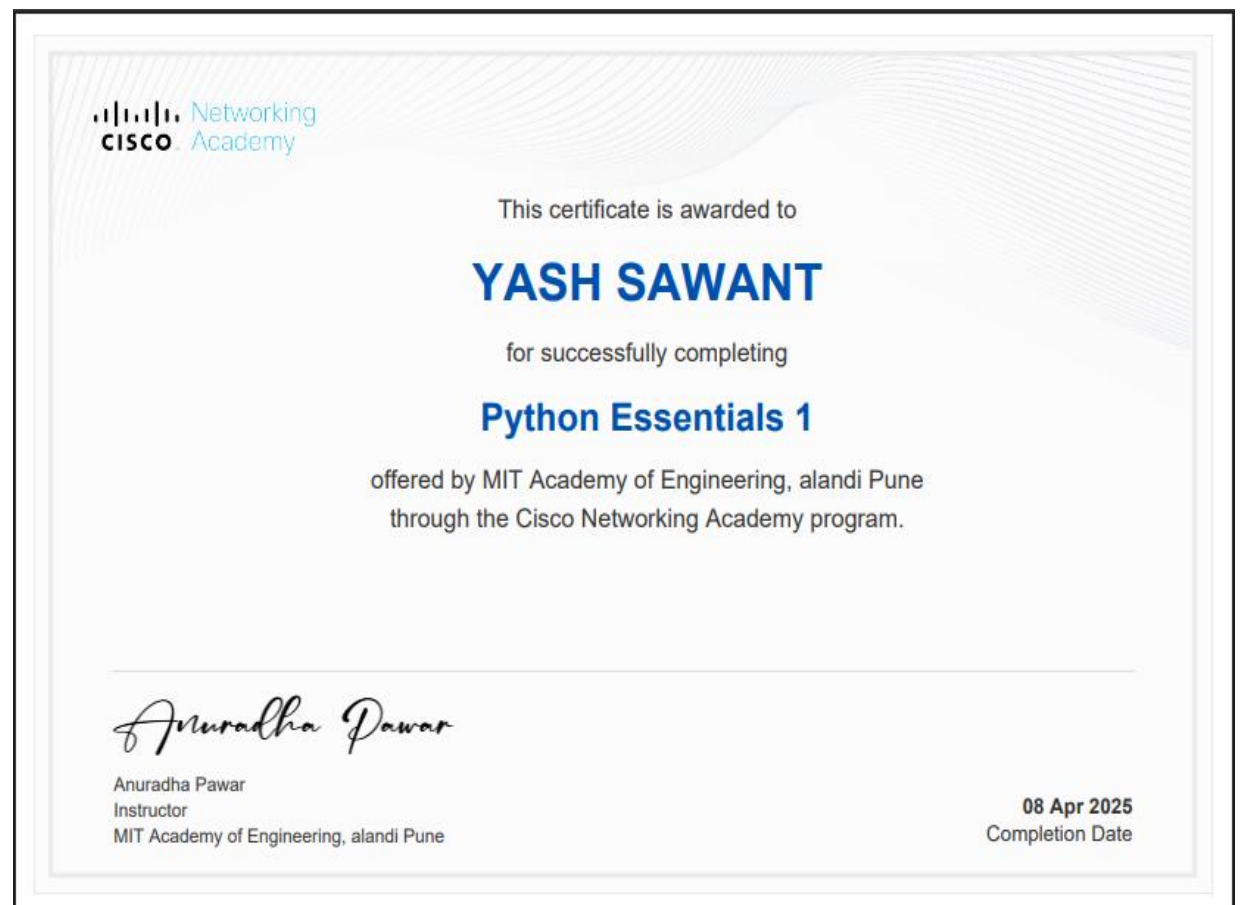 Networking
CISCO. Academy
This certificate is awarded to
YASH SAWANT
for successfully completing
Python Essentials 1
offered by MIT Academy of Engineering, alandi Pune
through the Cisco Networking Academy program.
Anuradha Pawar
Anuradha Pawar
Instructor
MIT Academy of Engineering, alandi Pune
08 Apr 2025
Completion Date